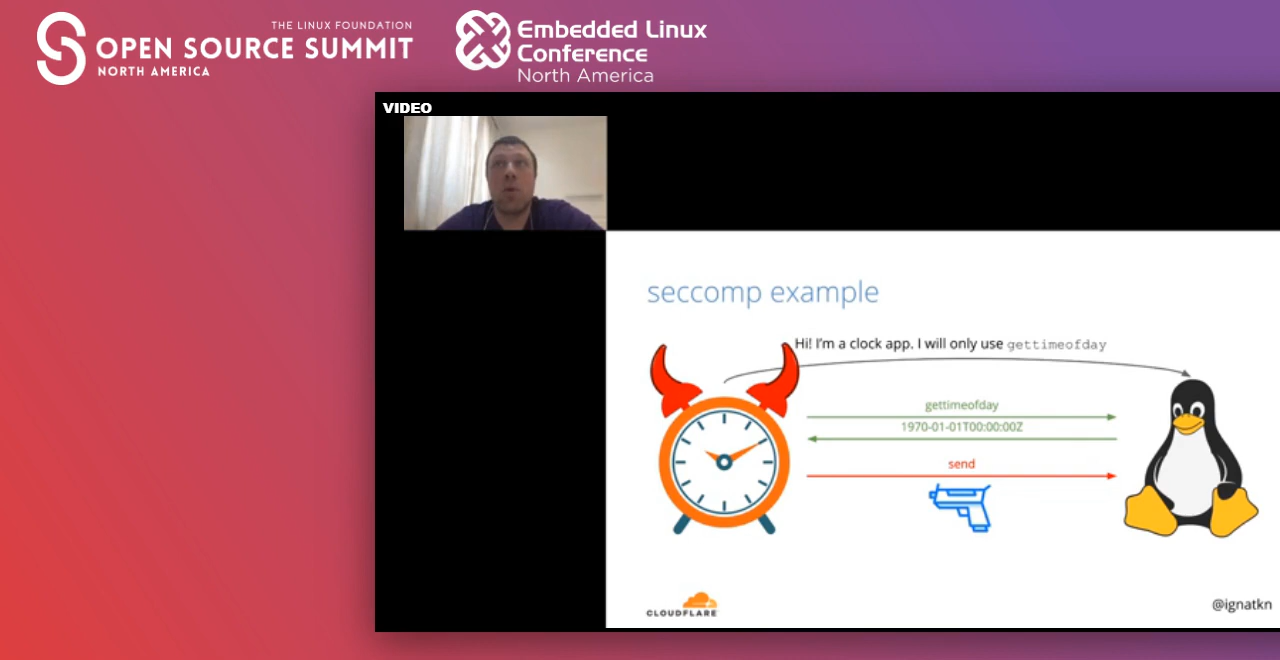 THE LINUX FOUNDATION
OPEN SOURCE SUMMIT
NORTH AMERICA
Embedded Linux
Conference
North America
VIDEO
seccomp example
Hi! I'm a clock app. I will only use gettimeofday
gettimeofday
1970-01-01T00:00:00Z
send
CLOUDFLARE
@ignatkn